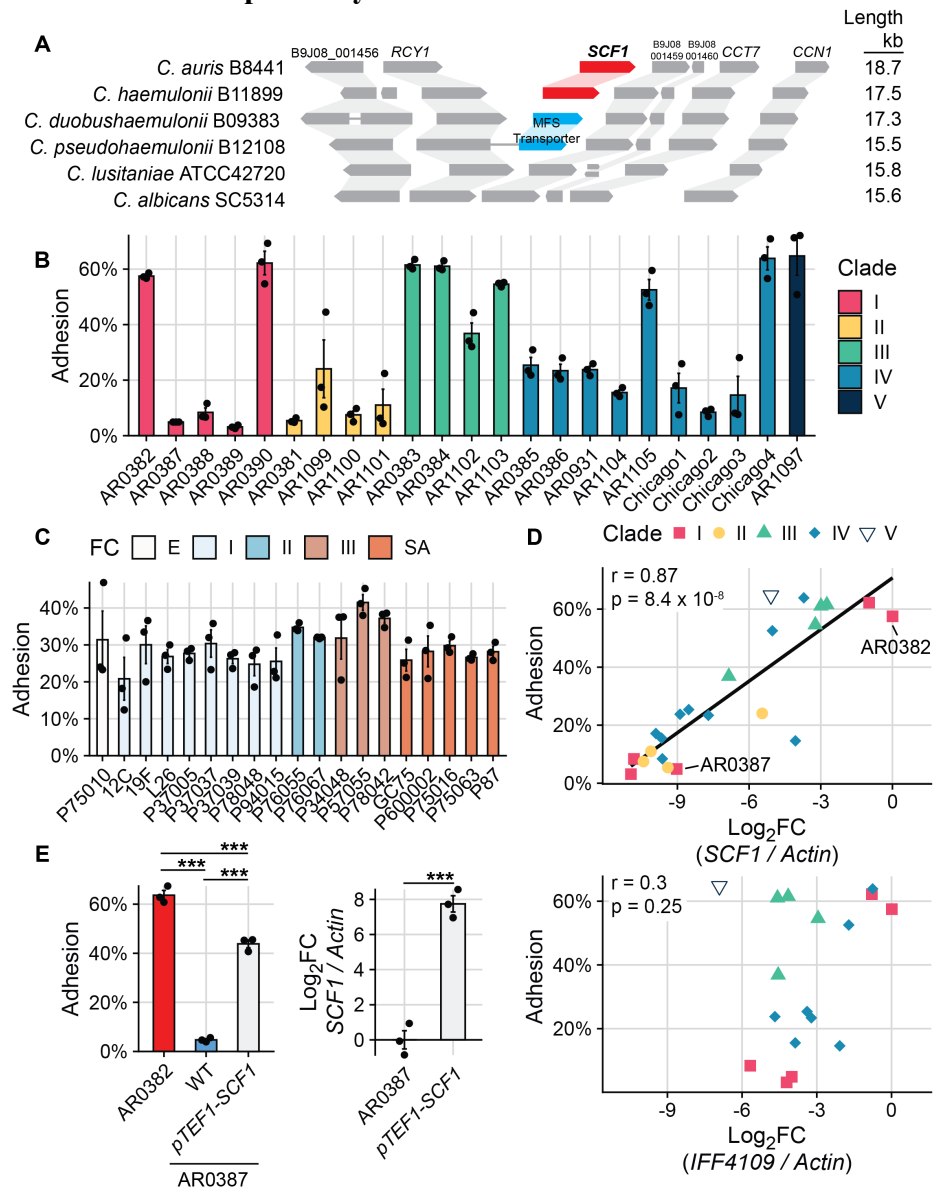 A
Length
kb
B9J08_001456
RCY1
SCF1
B9J08
001459
B9J08
001460
CCT7
CCN1
C. auris B8441
18.7
C. haemulonii B11899
17.5
C. duobushaemulonii B09383
MFS
17.3
C. pseudohaemulonii B12108
Transporter
15.5
C. lusitaniae ATCC42720
15.8
C. albicans SC5314
15.6
B
Adhesion
60%
40%
20%
0%
AR0382
AR0387
AR0388
AR0389
AR0390
AR0381
AR1099
AR1100
AR1101
AR0383
AR0384
AR1102
AR1103
AR0385
AR0386
AR0931
AR1104
AR1105
Chicago1
Chicago2
Chicago3
Chicago4
AR1097
Clade
I
II
III
IV
V
C
FC E I II III SA
Adhesion
40%
30%
20%
10%
0%
P75010
12C
19F
L26
P37005
P37037
P37039
P78048
P94015
P76055
P76067
P34048
P57055
P78042
GC75
P60002
P75016
P75063
P87
D
Clade I II III IV V
r = 0.87
p = 8.4 x 10-8
Adhesion
60%
40%
20%
0%
AR0382
AR0387
-9 -6 -3 0
Log2FC
(SCF1 / Actin)
r = 0.3
p = 0.25
Adhesion
60%
40%
20%
-9 -6 -3 0
Log2FC
(IFF4109 / Actin)
E
***
***
***
Adhesion
60%
40%
20%
0%
AR0382
WT
pTEF1-SCF1
AR0387
***
Log2FC
SCF1 / Actin
8
6
4
2
0
AR0387
pTEF1-SCF1